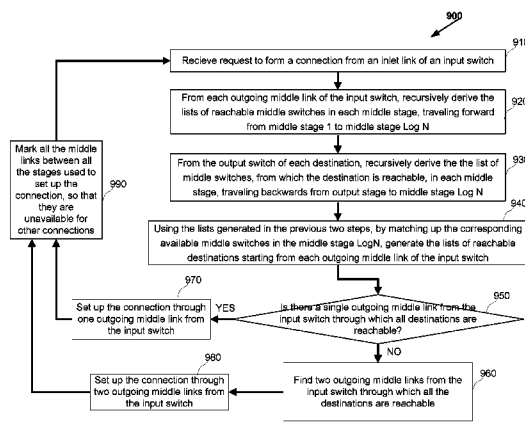 900
910
Recieve request to form a connection from an inlet link of an input switch
920
From each outgoing middle link of the input switch, recursively derive the
lists of reachable middle switches in each middle stage, traveling forward
from middle stage 1 to middle stage Log N
930
From the output switch of each destination, recursively derive the the list of
middle switches, from which the destination is reachable, in each middle
stage, traveling backwards from output stage to middle stage Log N
940
Using the lists generated in the previous two steps, by matching up the corresponding
available middle switches in the middle stage LogN, generate the lists of reachable
destinations starting from each outgoing middle link of the input switch
950
Is there a single outgoing middle link from the
input switch through which all destinations are
reachable?
YES
970
Set up the connection through
one outgoing middle link from
the input switch
NO
960
Find two outgoing middle links from the
input switch through which all the
destinations are reachable
980
Set up the connection through
two outgoing middle links from
the input switch
990
Mark all the middle
links between all
the stages used to
set up the
connection, so that
they are
unavailable for
other connections